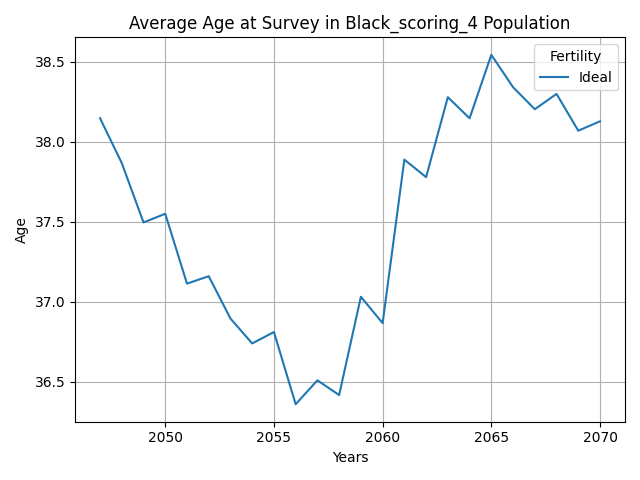 Average Age at Survey in Black_scoring_4 Population
Fertility
Ideal
38.5
38.0
37.5
37.0
36.5
Age
2050
2055
2060
2065
2070
Years